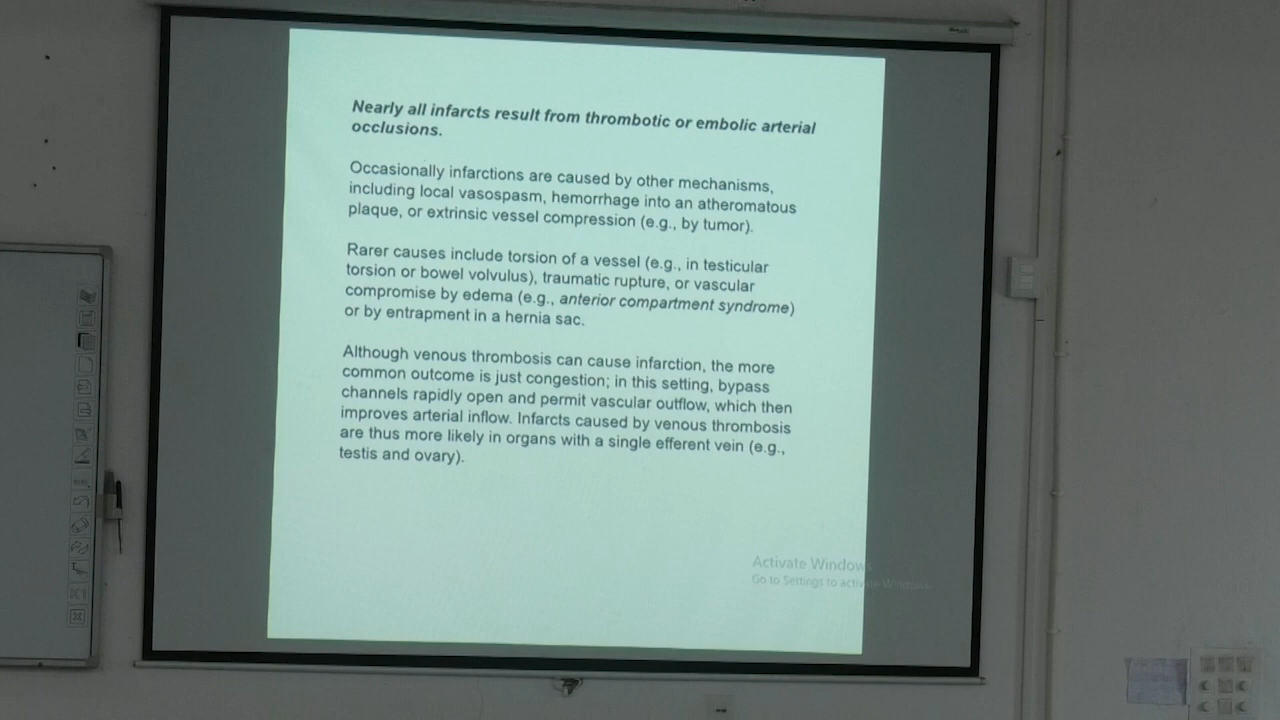 Nearly all infarcts result from thrombotic or embolic arterial
occlusions.
Occasionally infarctions are caused by other mechanisms,
including local vasospasm, hemorrhage into an atheromatous
plaque, or extrinsic vessel compression (e.g., by tumor).
Rarer causes include torsion of a vessel (e.g., in testicular
torsion or bowel volvulus), traumatic rupture, or vascular
compromise by edema (e.g., anterior compartment syndrome)
or by entrapment in a hernia sac.
Although venous thrombosis can cause infarction, the more
common outcome is just congestion; in this setting, bypass
channels rapidly open and permit vascular outflow, which then
improves arterial inflow. Infarcts caused by venous thrombosis
are thus more likely in organs with a single efferent vein (e.g.,
testis and ovary).
Activate Windows
Go to Settings to activate Windows.